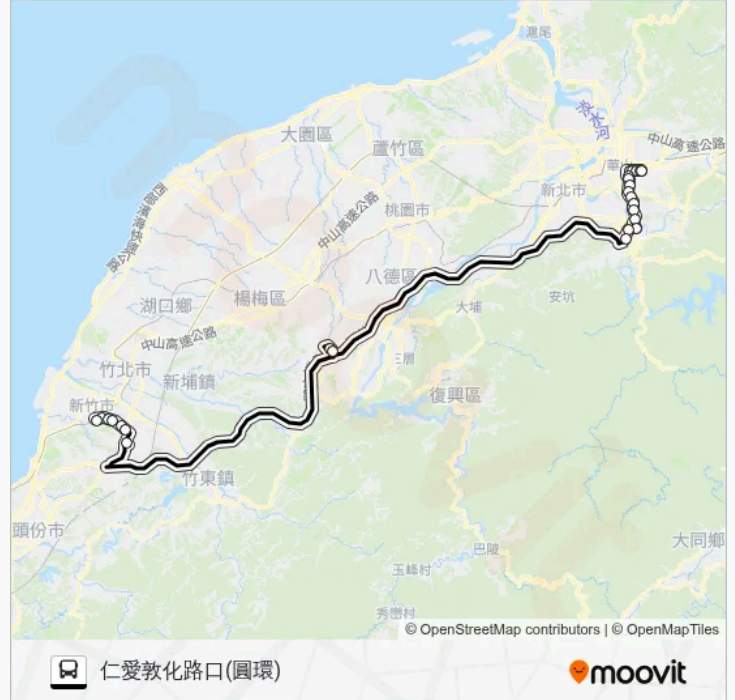 滬尾
淡水河
大園區
蘆竹區
中山高速公路
華山
新北市
桃園市
中山高速公路
西部濱海快速公路
八德區
楊梅區
湖口鄉
大埔
安坑
中山高速公路
三層
竹北市
新埔鎮
復興區
新竹市
竹東鎮
頭份市
大同鄉
巴陵
玉峰村
秀巒村
© OpenStreetMap contributors | © OpenMapTiles
仁愛敦化路口(圓環)
moovit